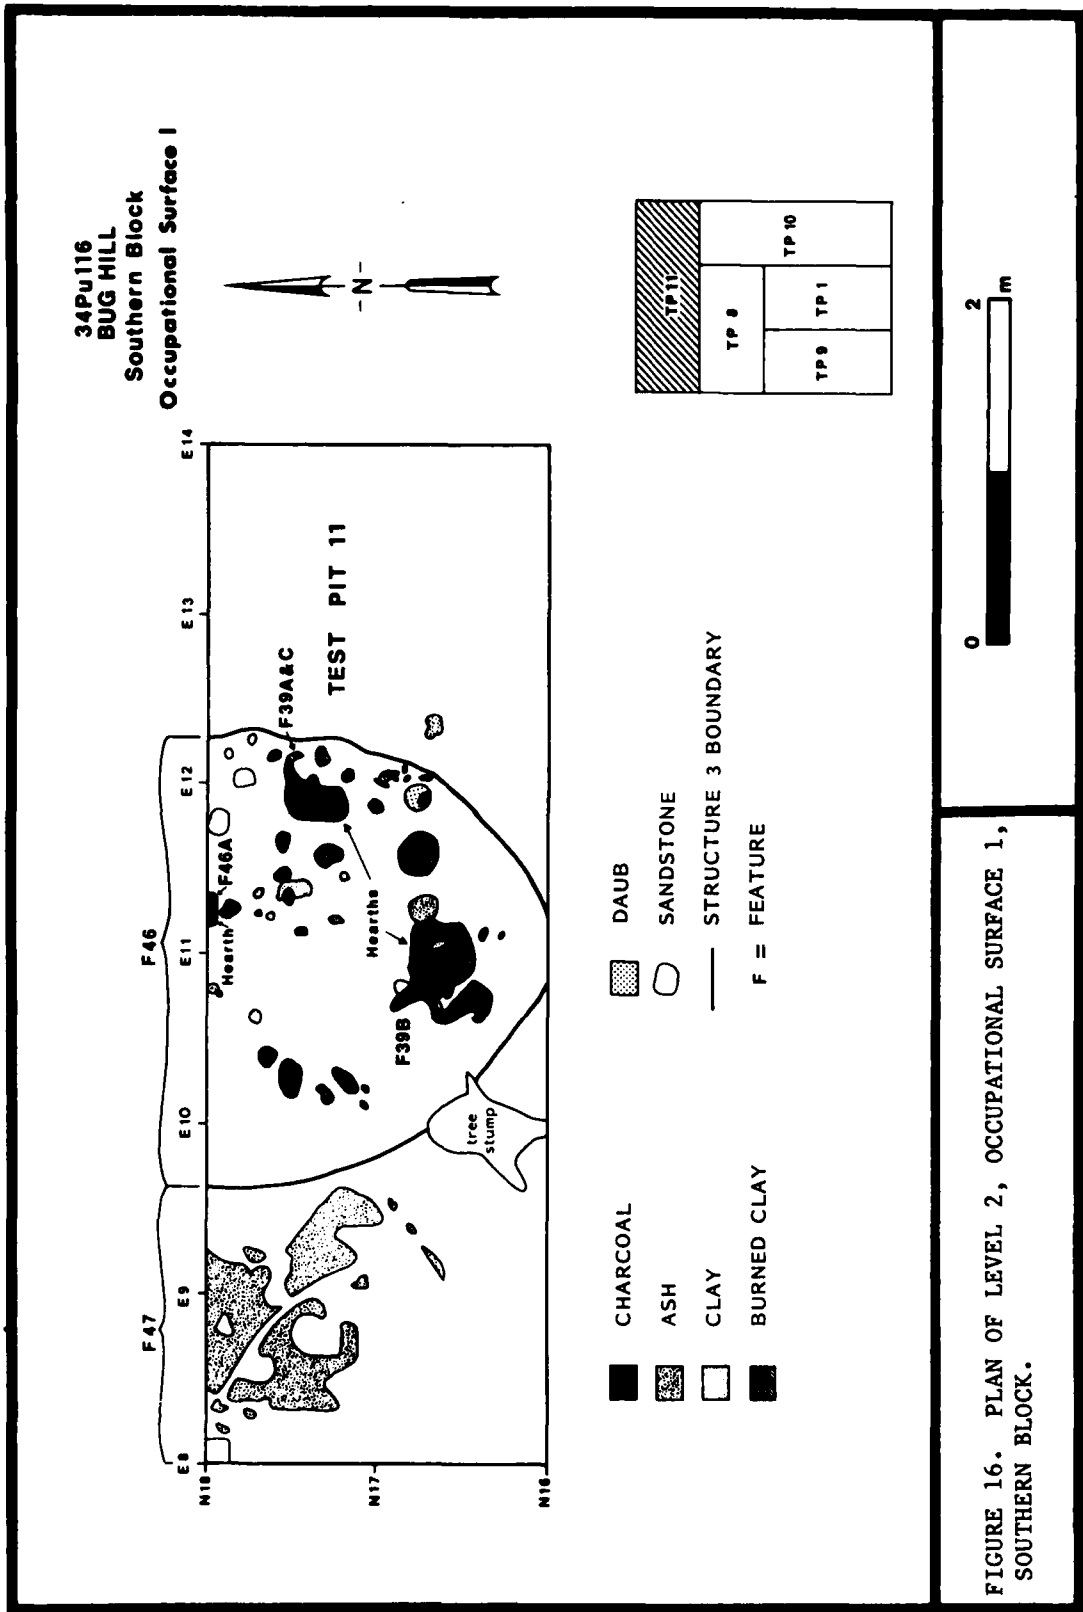 34Pu116
BUG HILL
Southern Block
Occupational Surface I
-N-
F47
F46
E8
E9
E10
E11
E12
E13
E14
N18
N17
N16
Hearth
F46A
F39A&C
TEST PIT 11
Hearths
F39B
tree
stump
TP 11
TP 8
TP 10
TP 9
TP 1
CHARCOAL
ASH
CLAY
BURNED CLAY
DAUB
SANDSTONE
STRUCTURE 3 BOUNDARY
F = FEATURE
FIGURE 16. PLAN OF LEVEL 2, OCCUPATIONAL SURFACE 1,
SOUTHERN BLOCK.
0
2
m